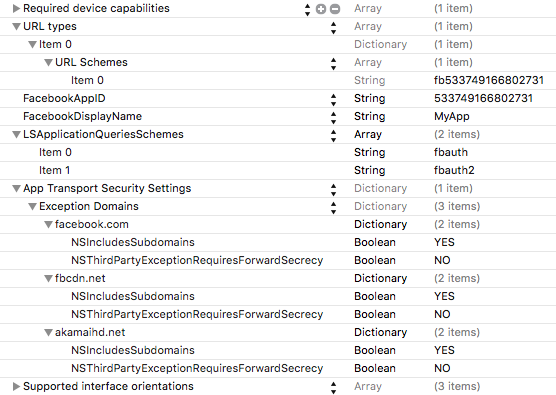 Required device capabilities Array (1 item)
URL types Array (1 item)
Item 0 Dictionary (1 item)
URL Schemes Array (1 item)
Item 0 String fb533749166802731
FacebookAppID String 533749166802731
FacebookDisplayName String MyApp
LSApplicationQueriesSchemes Array (2 items)
Item 0 String fbauth
Item 1 String fbauth2
App Transport Security Settings Dictionary (1 item)
Exception Domains Dictionary (3 items)
facebook.com Dictionary (2 items)
NSIncludesSubdomains Boolean YES
NSThirdPartyExceptionRequiresForwardSecrecy Boolean NO
fbcdn.net Dictionary (2 items)
NSIncludesSubdomains Boolean YES
NSThirdPartyExceptionRequiresForwardSecrecy Boolean NO
akamaihd.net Dictionary (2 items)
NSIncludesSubdomains Boolean YES
NSThirdPartyExceptionRequiresForwardSecrecy Boolean NO
Supported interface orientations Array (3 items)